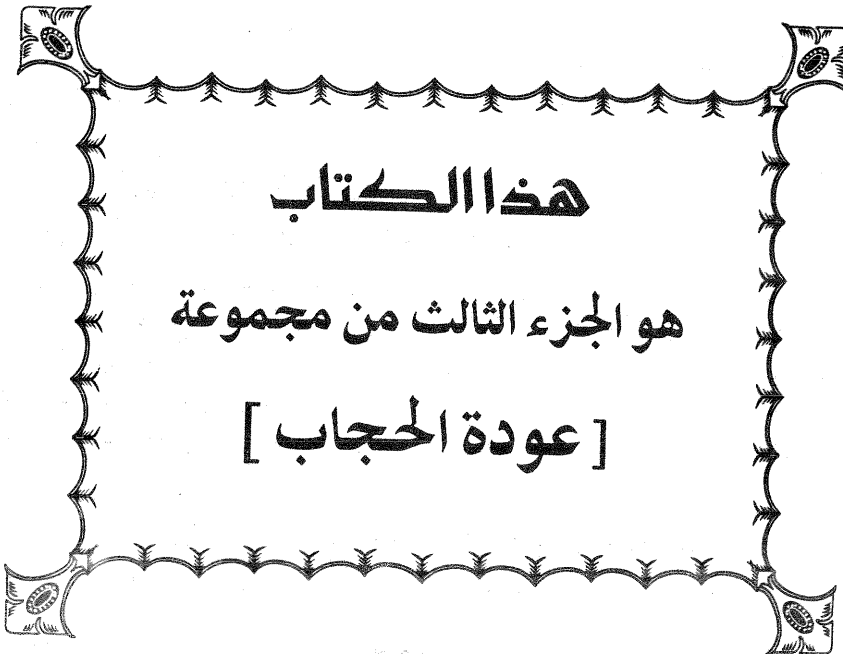 هذا الكتاب
هو الجزء الثالث من مجموعة
[ عودة الحجاب ]